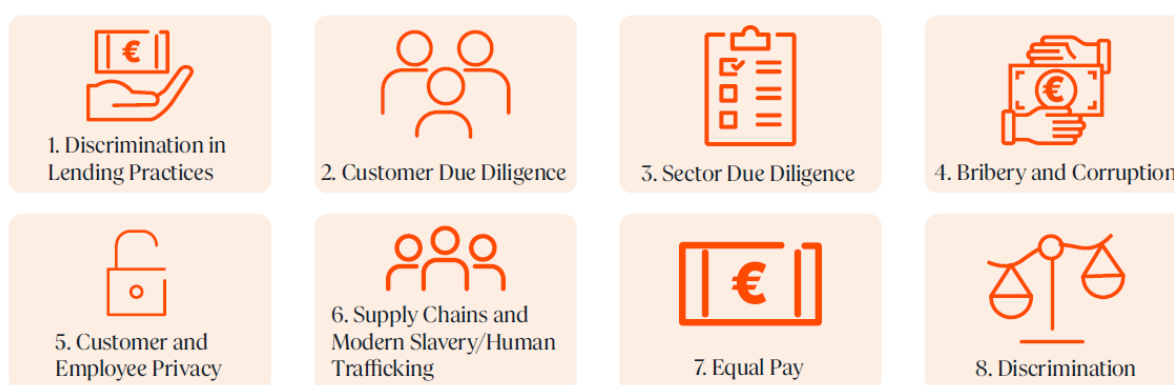 €
€
1. Discrimination in
Lending Practices
2. Customer Due Diligence
3. Sector Due Diligence
4. Bribery and Corruption
€
5. Customer and
Employee Privacy
6. Supply Chains and
Modern Slavery/Human
Trafficking
7. Equal Pay
8. Discrimination